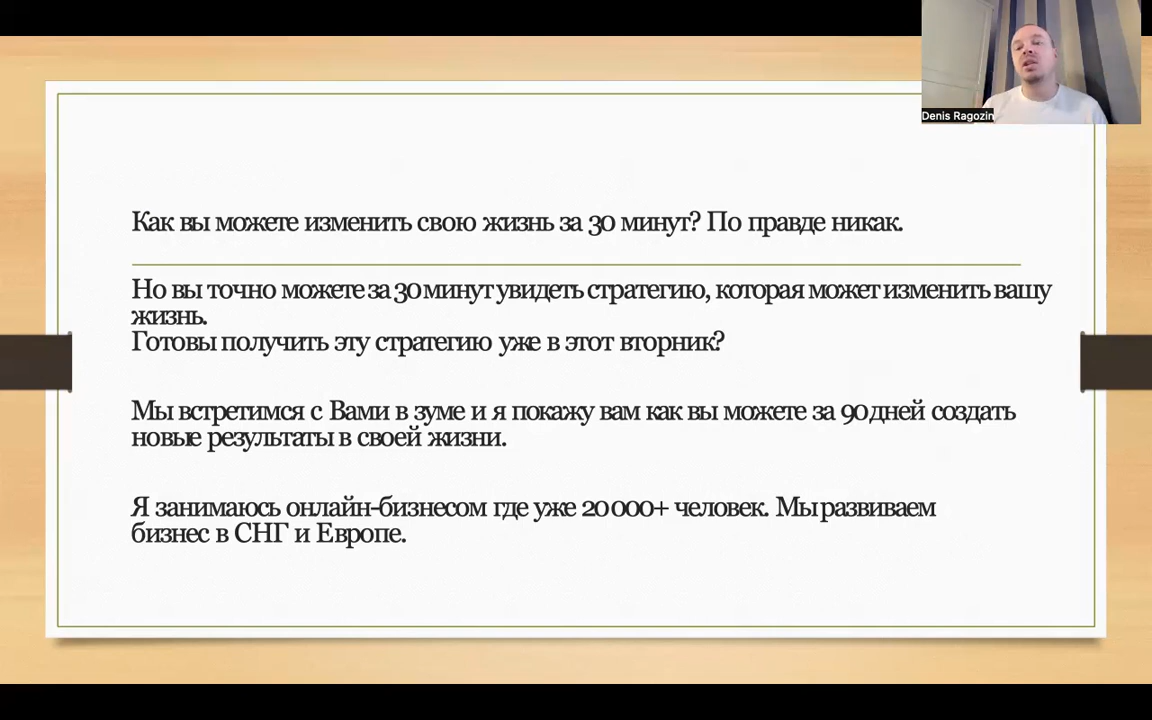 Denis Ragozin
Как вы можете изменить свою жизнь за 30 минут? По правде никак.
Но вы точно можете за 30 минут увидеть стратегию, которая может изменить вашу
жизнь.
Готовы получить эту стратегию уже в этот вторник?
Мы встретимся с Вами в зуме и я покажу вам как вы можете за 90 дней создать
новые результаты в своей жизни.
Я занимаюсь онлайн-бизнесом где уже 20 000+ человек. Мы развиваем
бизнес в СНГ и Европе.